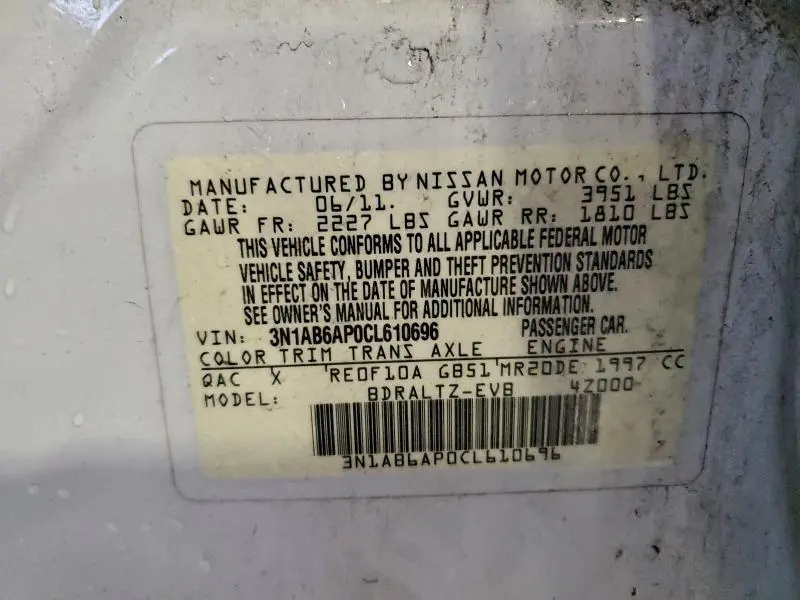 MANUFACTURED BY NISSAN MOTOR CO., LTD.
DATE: 06/11. GVWR: 3951 LBS
GAWR FR: 2227 LBS GAWR RR: 1810 LBS
THIS VEHICLE CONFORMS TO ALL APPLICABLE FEDERAL MOTOR
VEHICLE SAFETY, BUMPER AND THEFT PREVENTION STANDARDS
IN EFFECT ON THE DATE OF MANUFACTURE SHOWN ABOVE.
SEE OWNER'S MANUAL FOR ADDITIONAL INFORMATION.
VIN: 3N1AB6AP0CL610696 PASSENGER CAR.
COLOR TRIM TRANS AXLE ENGINE
QAC X RE0F10A GB51 MR20DE 1997 CC
MODEL: BDRALTZ-EVB 4Z000
3N1AB6AP0CL610696